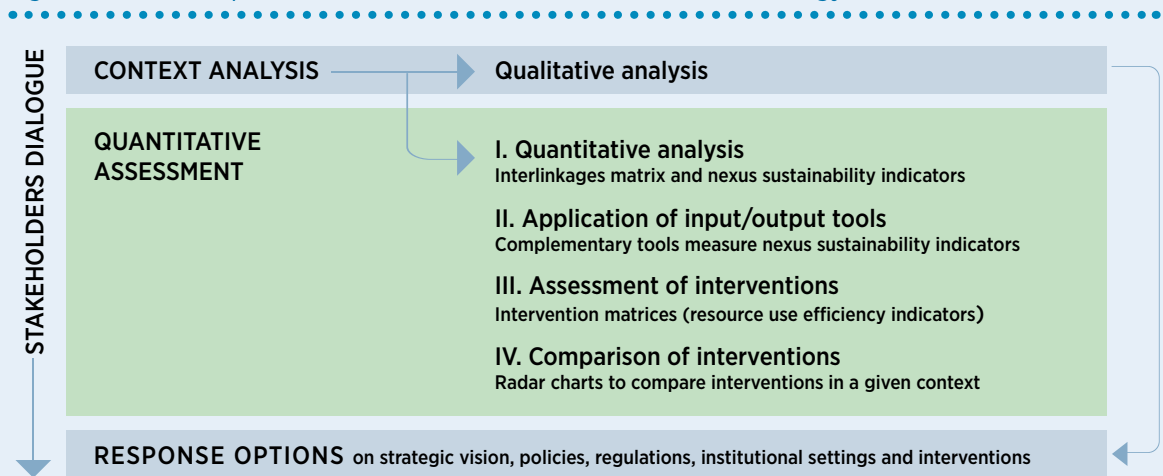 STAKEHOLDERS DIALOGUE
CONTEXT ANALYSIS
Qualitative analysis
QUANTITATIVE
ASSESSMENT
I. Quantitative analysis
Interlinkages matrix and nexus sustainability indicators
II. Application of input/output tools
Complementary tools measure nexus sustainability indicators
III. Assessment of interventions
Intervention matrices (resource use efficiency indicators)
IV. Comparison of interventions
Radar charts to compare interventions in a given context
RESPONSE OPTIONS on strategic vision, policies, regulations, institutional settings and interventions